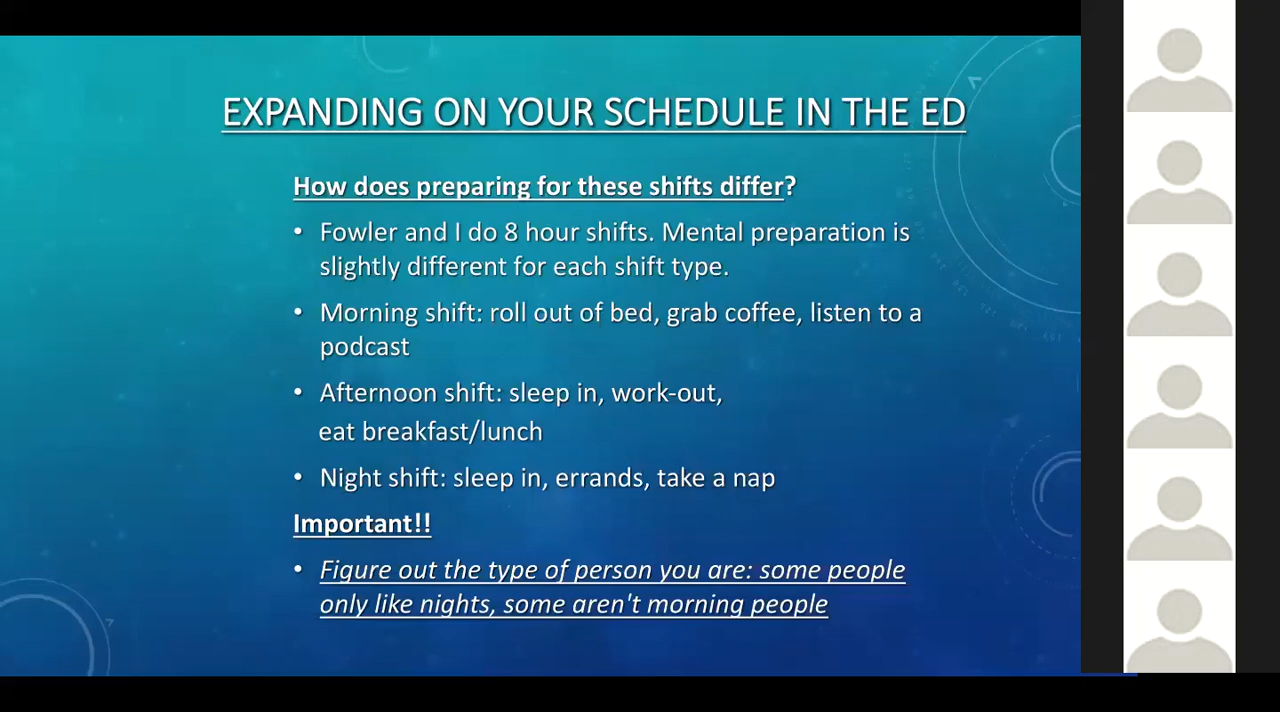 EXPANDING ON YOUR SCHEDULE IN THE ED
How does preparing for these shifts differ?
• Fowler and I do 8 hour shifts. Mental preparation is
slightly different for each shift type.
• Morning shift: roll out of bed, grab coffee, listen to a
podcast
• Afternoon shift: sleep in, work-out,
eat breakfast/lunch
• Night shift: sleep in, errands, take a nap
Important!!
• Figure out the type of person you are: some people
only like nights, some aren't morning people